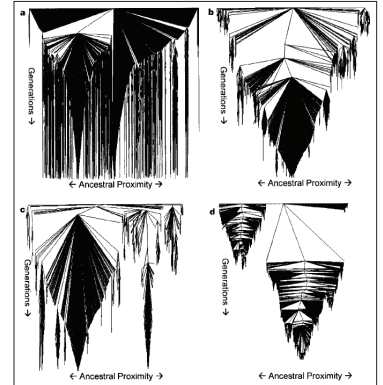 a
Generations →
← Ancestral Proximity →
b
Generations →
← Ancestral Proximity →
c
Generations →
← Ancestral Proximity →
d
Generations →
← Ancestral Proximity →